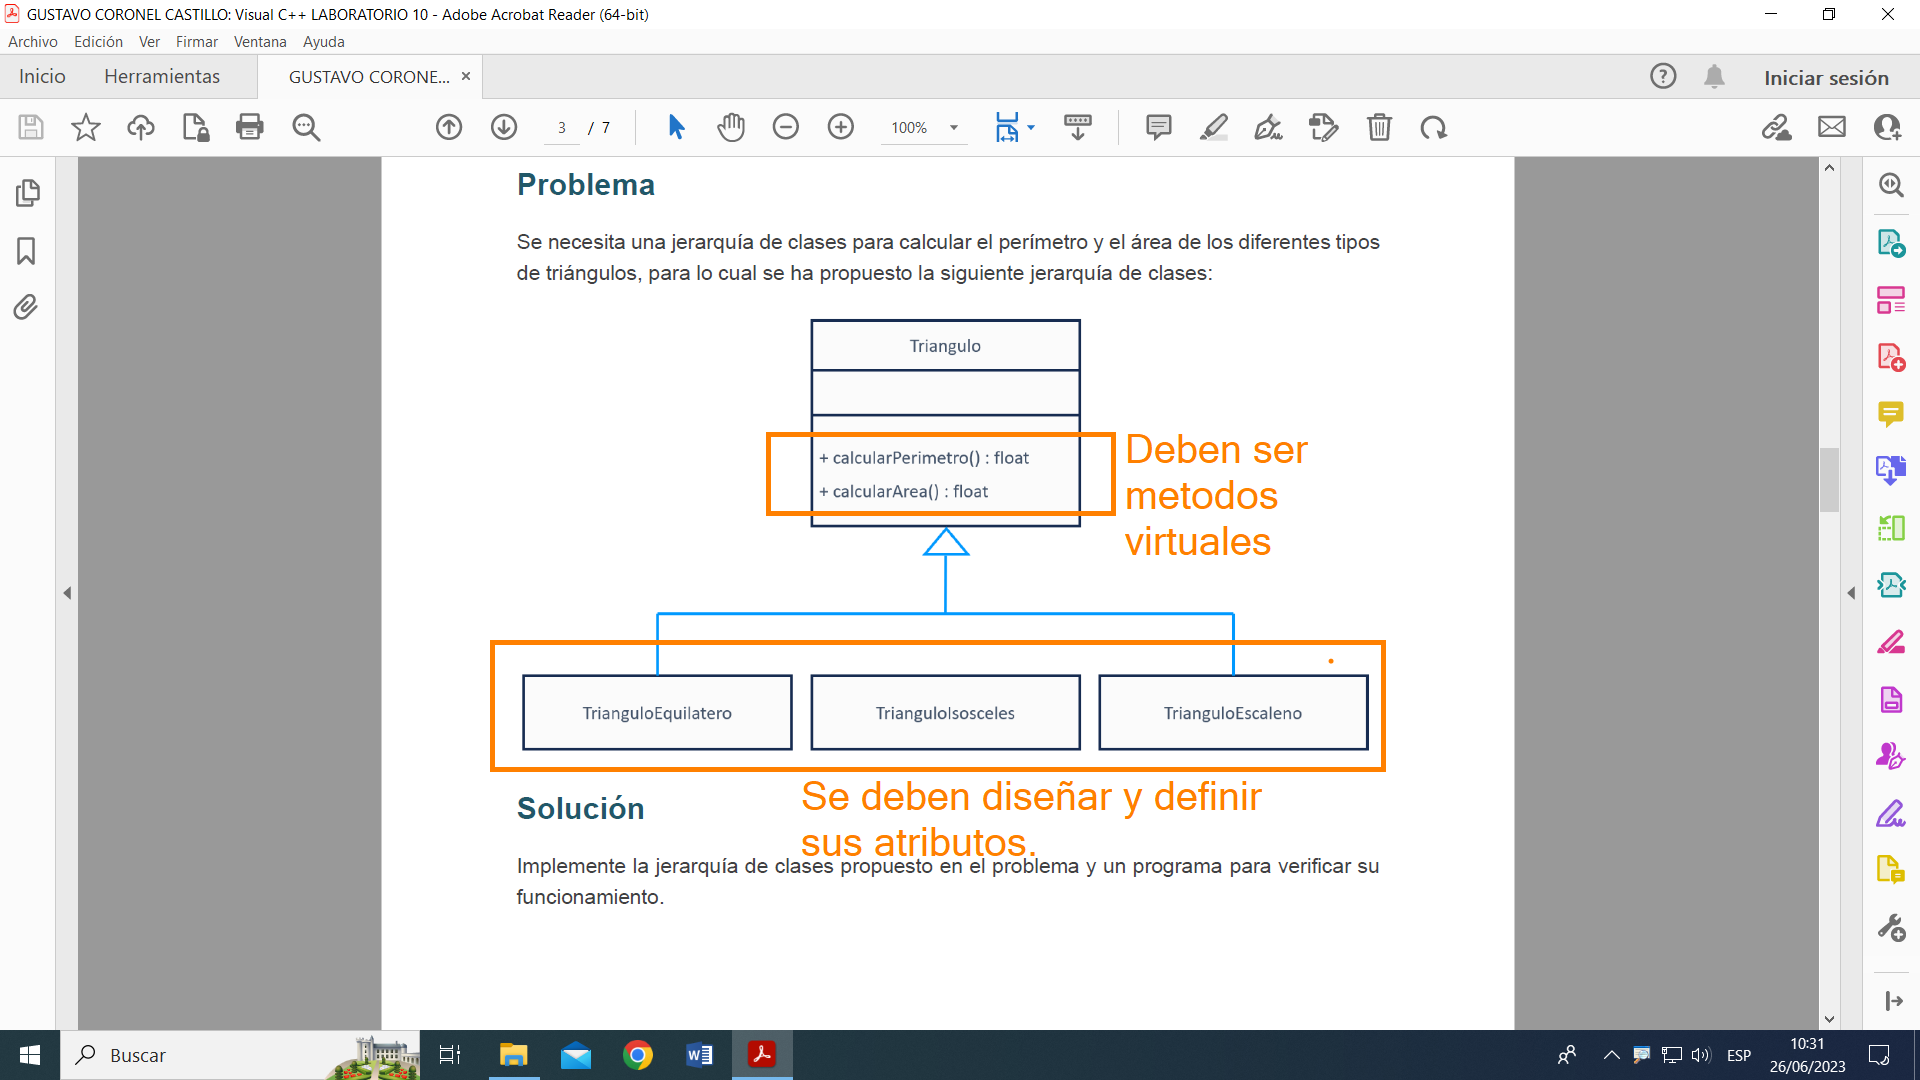 GUSTAVO CORONEL CASTILLO: Visual C++ LABORATORIO 10 - Adobe Acrobat Reader (64-bit)
Archivo Edición Ver Firmar Ventana Ayuda
Inicio Herramientas GUSTAVO CORONE... × Iniciar sesión
3 / 7 100%
Problema
Se necesita una jerarquía de clases para calcular el perímetro y el área de los diferentes tipos
de triángulos, para lo cual se ha propuesto la siguiente jerarquía de clases:
Triangulo
+ calcularPerimetro() : float
+ calcularArea() : float
Deben ser
metodos
virtuales
TrianguloEquilatero
TrianguloIsosceles
TrianguloEscaleno
Se deben diseñar y definir
sus atributos.
Solución
Implemente la jerarquía de clases propuesto en el problema y un programa para verificar su
funcionamiento.
Buscar
ESP
10:31
26/06/2023